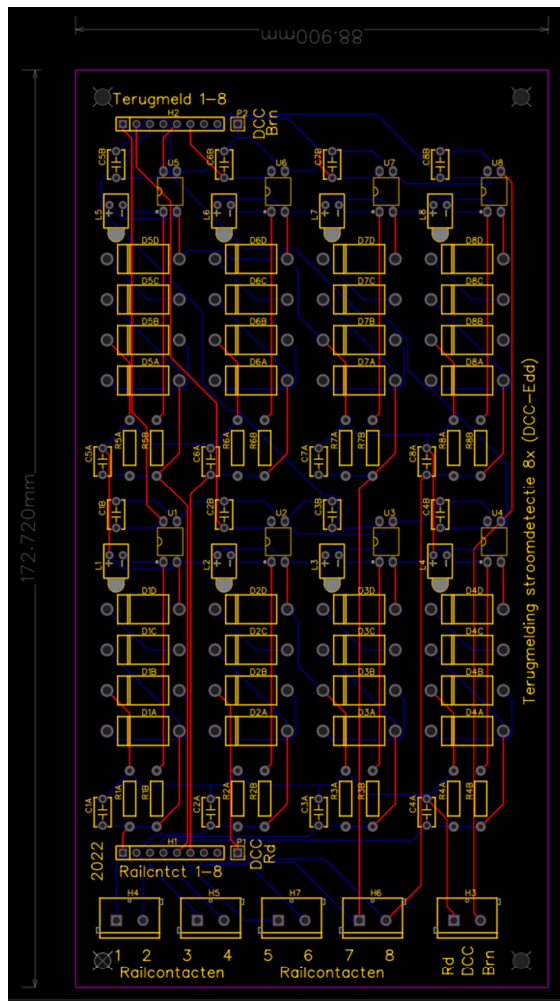 88.900mm
172.720mm
Terugmeld 1-8
H2
P2
DCC
Brn
C5B U5 C6B U6 C7B U7 C8B U8
L5 L6 L7 L8
D5D D6D D7D D8D
D5C D6C D7C D8C
D5B D6B D7B D8B
D5A D6A D7A D8A
C5A R5A R5B C6A R6A R6B C7A R7A R7B C8A R8A R8B
C1B U1 C2B U2 C3B U3 C4B U4
L1 L2 L3 L4
D1D D2D D3D D4D
D1C D2C D3C D4C
D1B D2B D3B D4B
D1A D2A D3A D4A
C1A R1A R1B C2A R2A R2B C3A R3A R3B C4A R4A R4B
Terugmelding stroomdetectie 8x (DCC-Edd)
2022
H1
P1
DCC
Rd
Railcntct 1-8
H4 H5 H7 H6 H3
1 2 3 4 5 6 7 8
Railcontacten Railcontacten
Rd
DCC
Brn